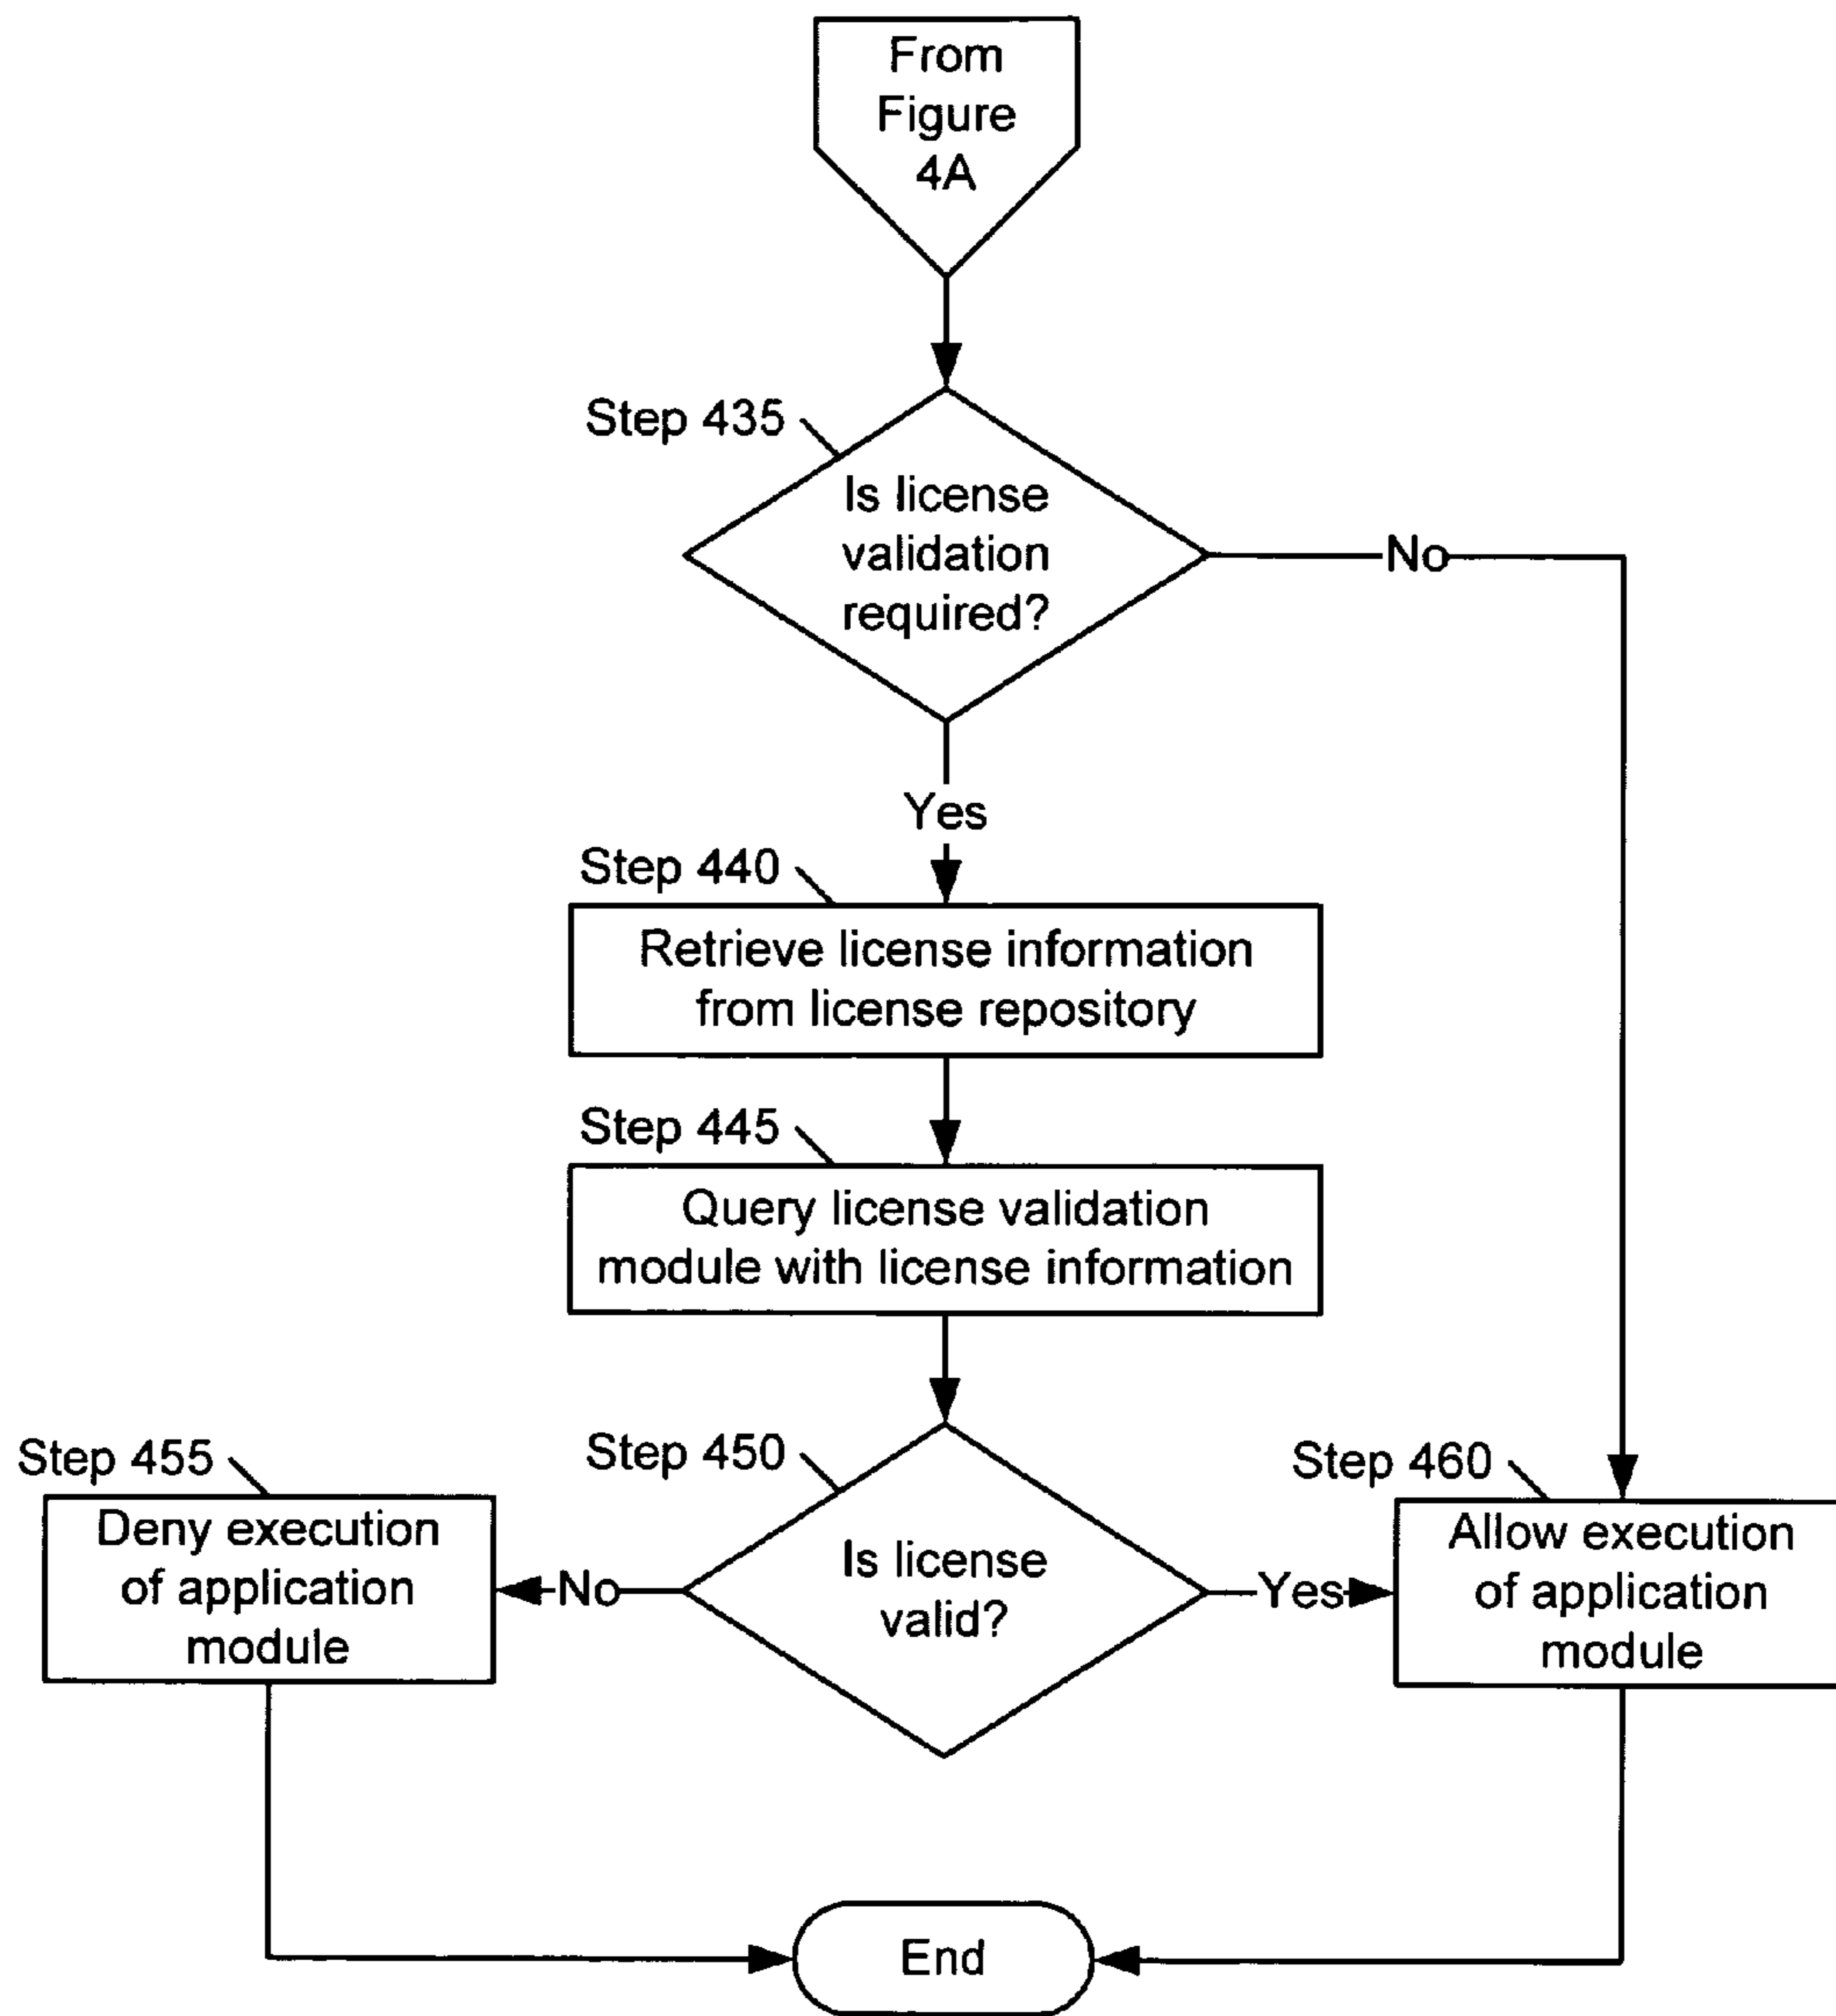 From
Figure
4A
Step 435
Is license
validation
required?
No
Yes
Step 440
Retrieve license information
from license repository
Step 445
Query license validation
module with license information
Step 455
Deny execution
of application
module
No
Step 450
Is license
valid?
Yes
Step 460
Allow execution
of application
module
End